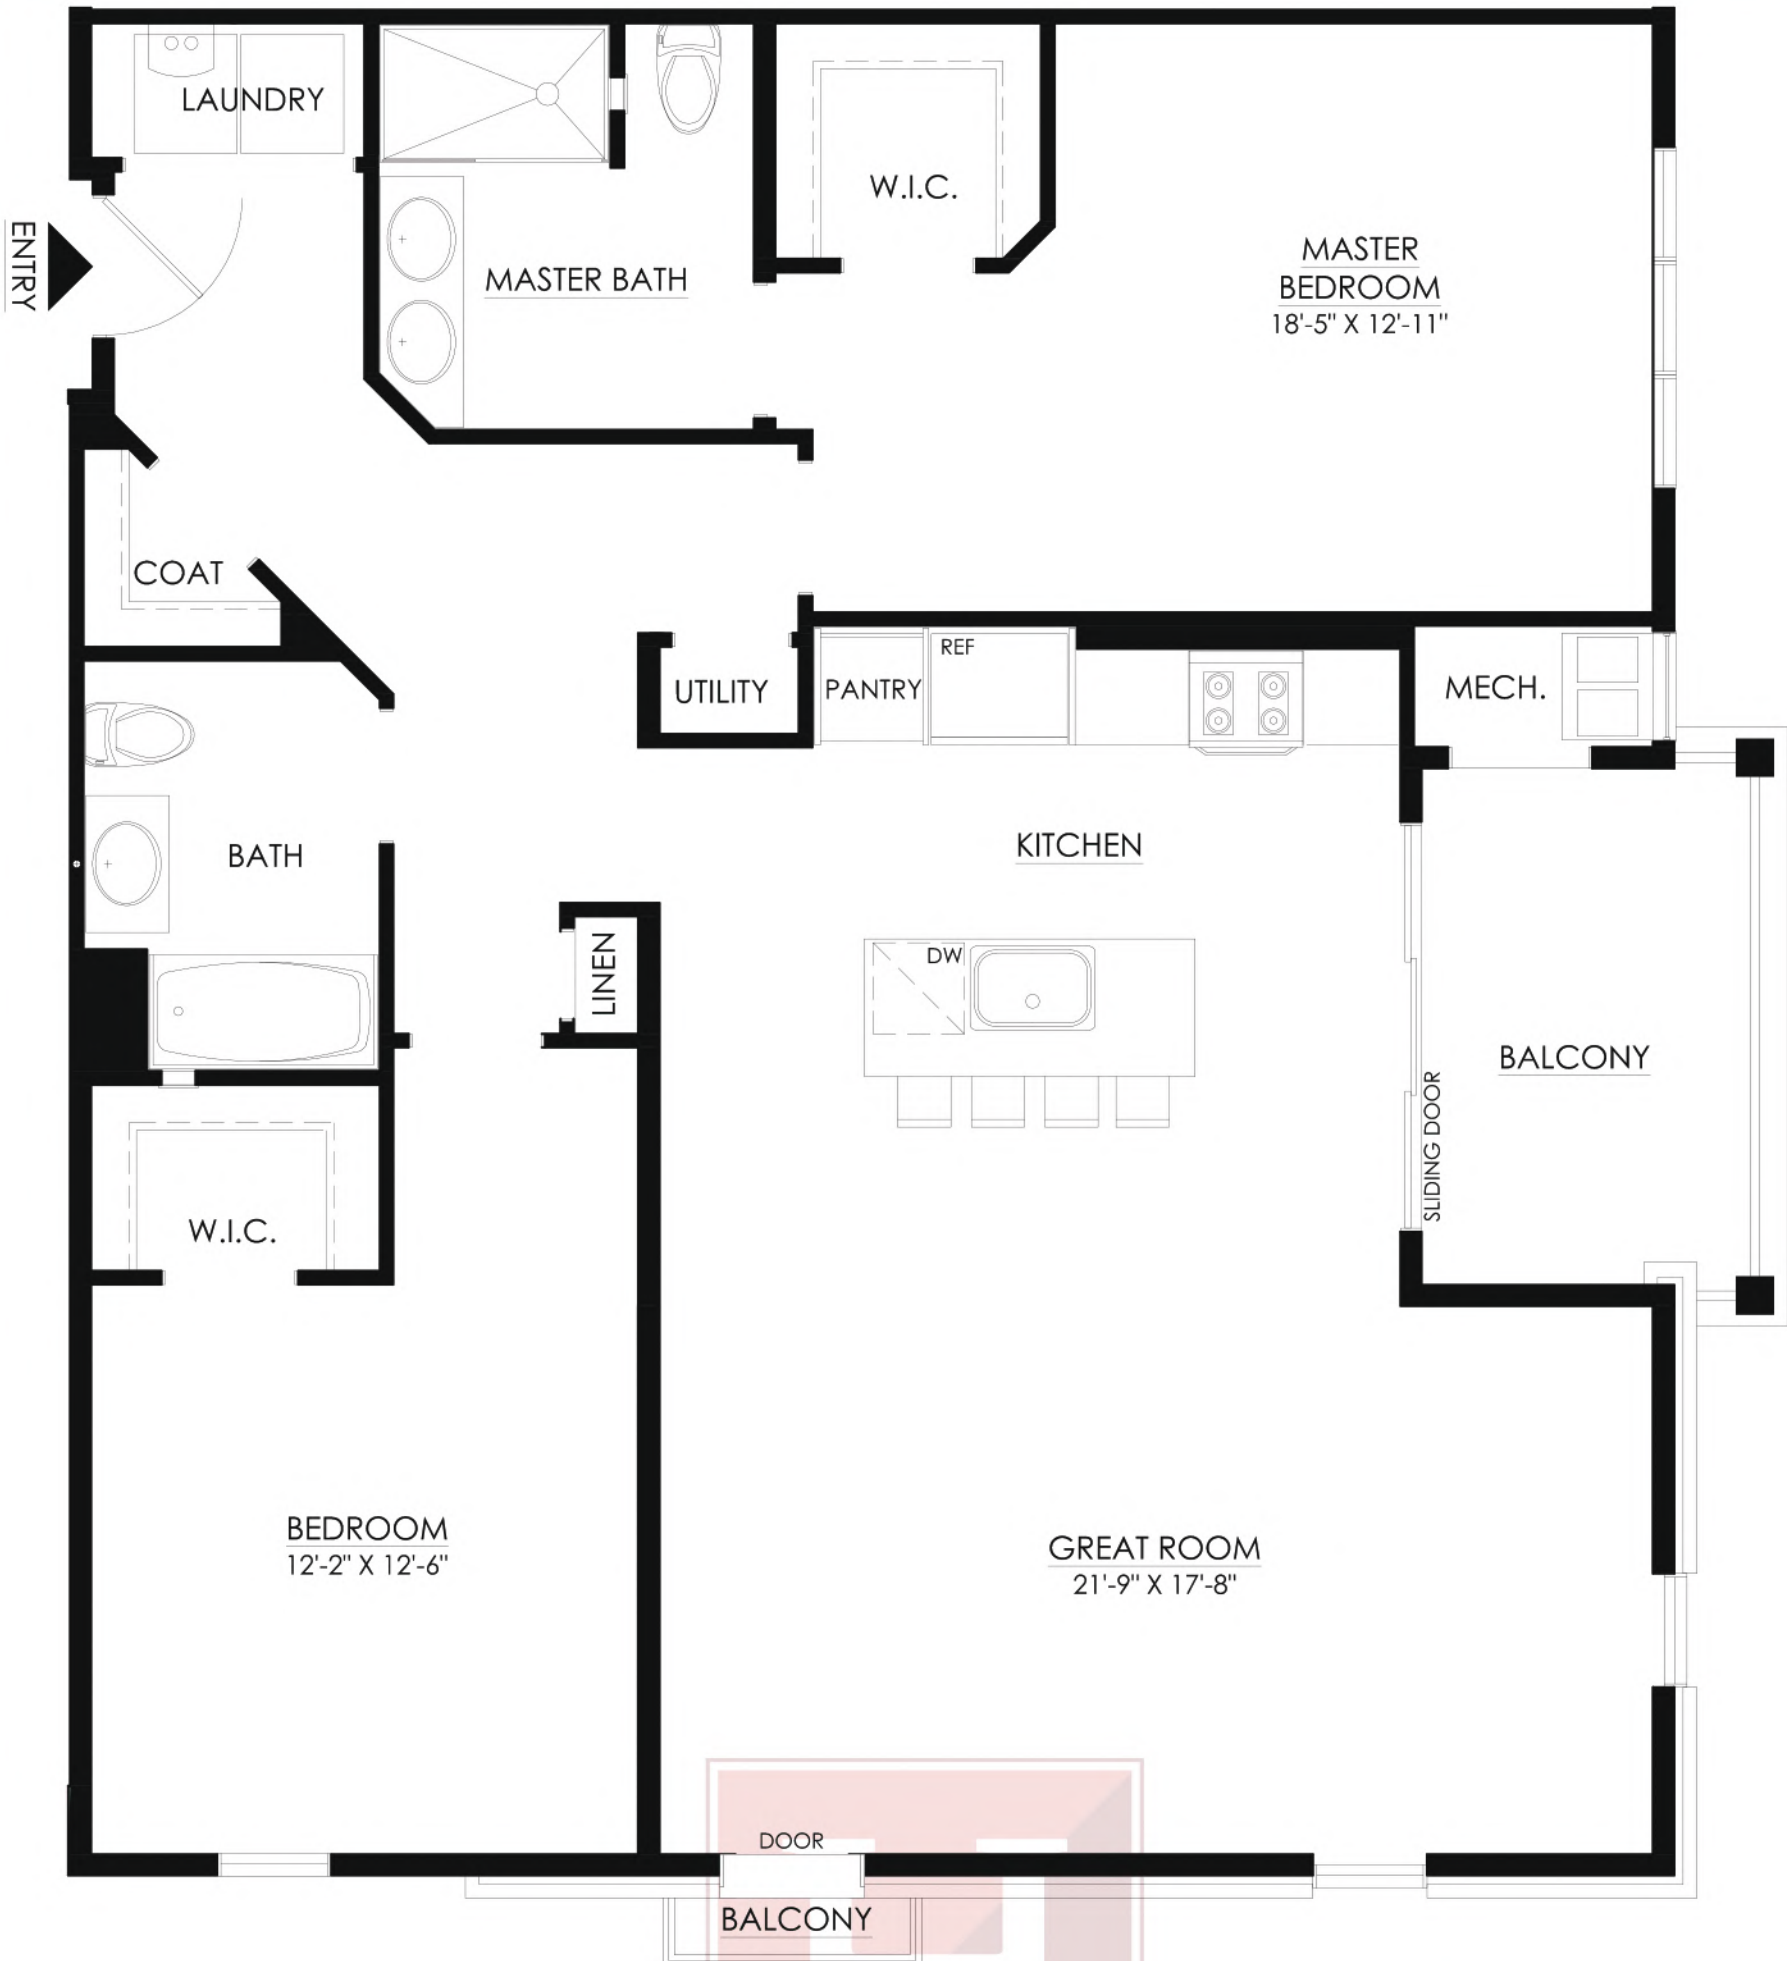 LAUNDRY
W.I.C.
ENTRY
MASTER BATH
MASTER
BEDROOM
18'-5" X 12'-11"
COAT
REF
UTILITY
PANTRY
MECH.
BATH
KITCHEN
LINEN
DW
BALCONY
SLIDING DOOR
W.I.C.
BEDROOM
12'-2" X 12'-6"
GREAT ROOM
21'-9" X 17'-8"
DOOR
BALCONY